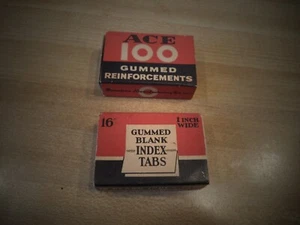 ACE
100
GUMMED
REINFORCEMENTS
16
1 INCH
WIDE
GUMMED
BLANK
INDEX
TABS